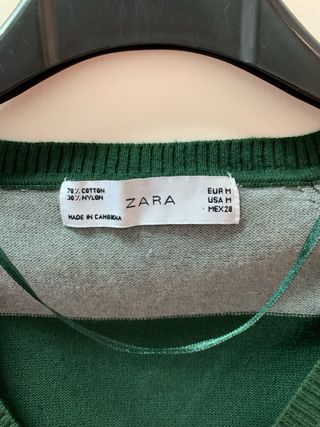 70% COTTON
30% NYLON
MADE IN CAMBODIA
ZARA
EUR M
USA M
MEX 28